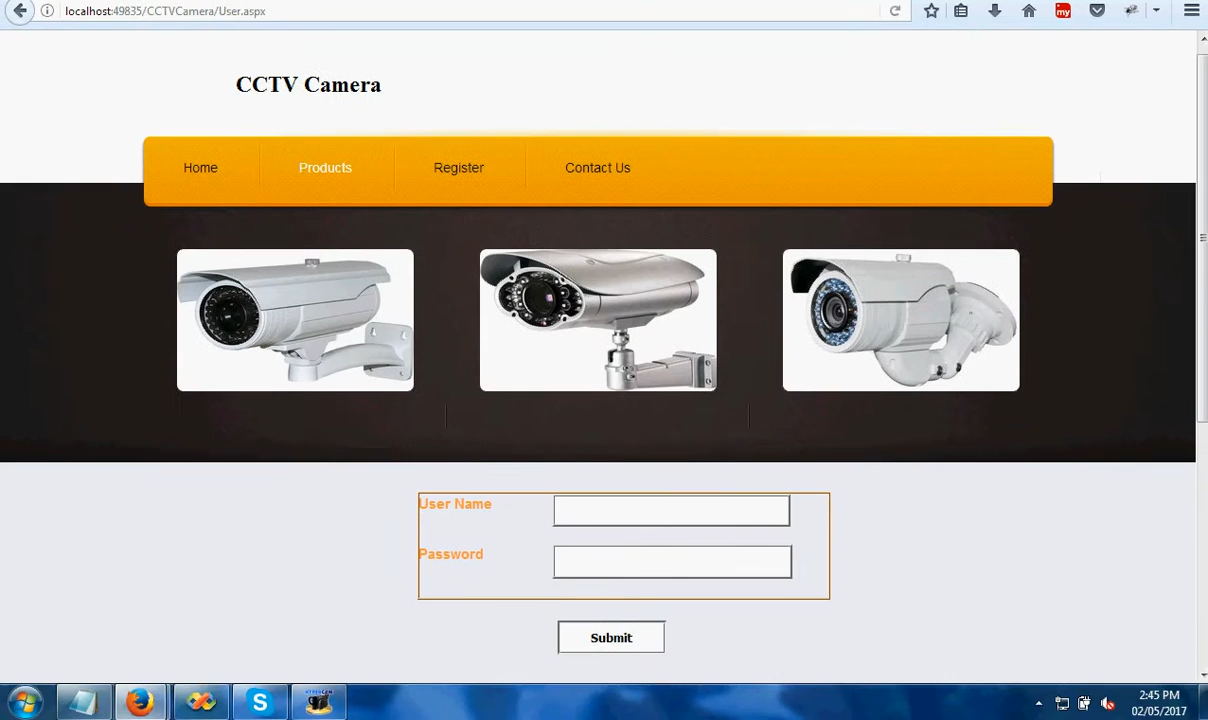 localhost:49835/CCTVCamera/User.aspx
my
CCTV Camera
Home Products Register Contact Us
User Name
Password
Submit
2:45 PM
02/05/2017